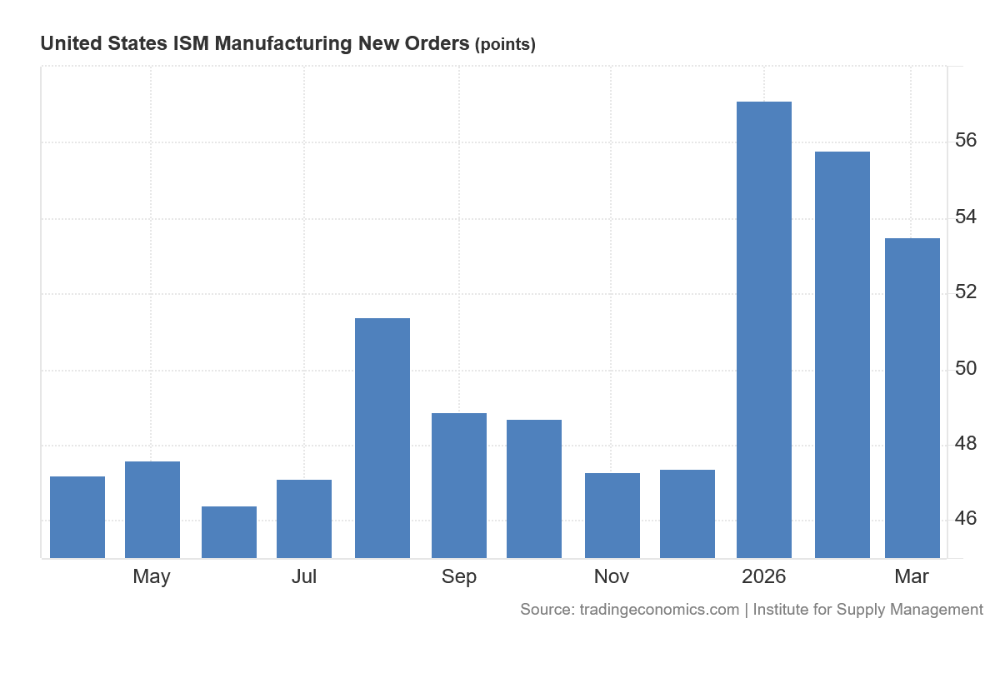 United States ISM Manufacturing New Orders (points)
56
54
52
50
48
46
May Jul Sep Nov 2026 Mar
Source: tradingeconomics.com | Institute for Supply Management